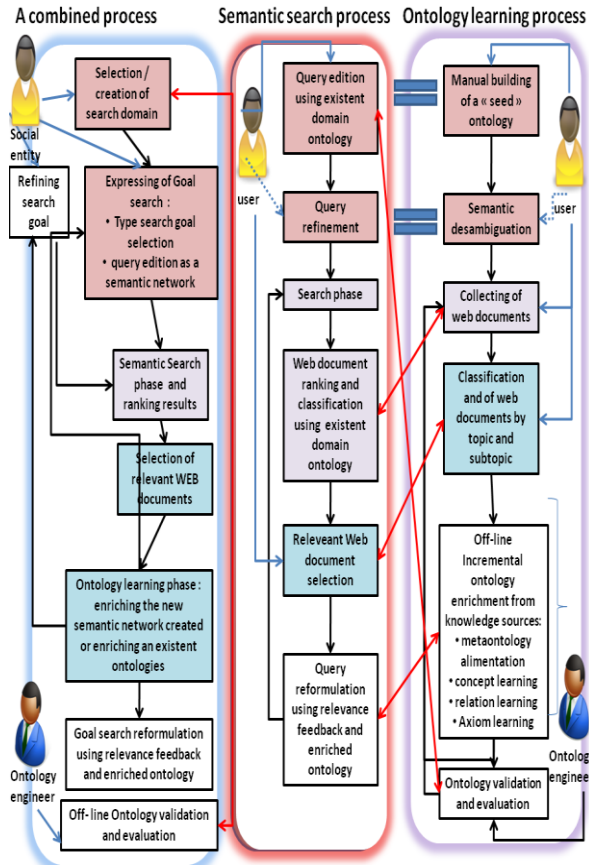 A combined process
Selection /
creation of
search domain
Social
entity
Refining
search
goal
Expressing of Goal
search :
• Type search goal
selection
• query edition as a
semantic network
Semantic Search
phase and
ranking results
Selection of
relevant WEB
documents
Ontology learning phase :
enriching the new
semantic network created
or enriching an existent
ontologies
Goal search reformulation
using relevance feedback
and enriched ontology
Ontology
engineer
Off- line Ontology validation
and evaluation
Semantic search process
Query edition
using existent
domain
ontology
user
Query
refinement
Search phase
Web document
ranking and
classification
using existent
domain
ontology
Releveant Web
document
selection
Query
reformulation
using relevance
feedback and
enriched
ontology
Ontology learning process
Manual building
of a « seed »
ontology
user
Semantic
desambiguation
Collecting of
web documents
Classification
and of web
documents by
topic and
subtopic
Off-line
Incremental
ontology
enrichment from
knowledge sources:
• metaontology
alimentation
• concept learning
• relation learning
• Axiom learning
Ontology validation
and evaluation